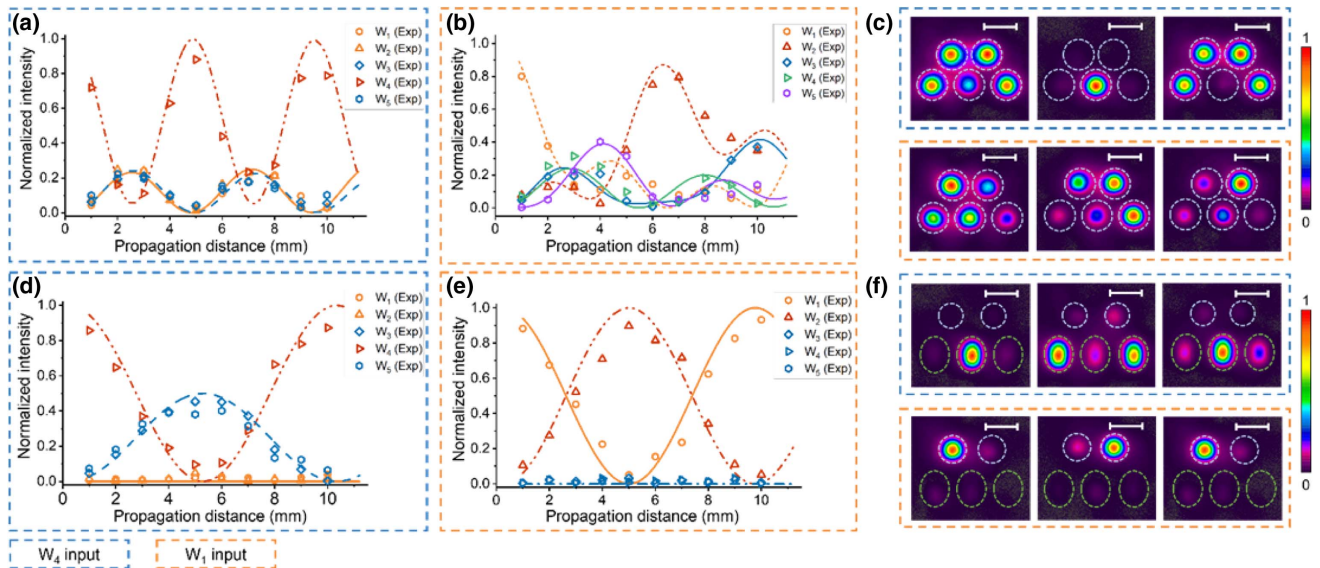 (a)
Normalized intensity
1.0
0.8
0.6
0.4
0.2
0.0
0 2 4 6 8 10
Propagation distance (mm)
W1 (Exp)
W2 (Exp)
W3 (Exp)
W4 (Exp)
W5 (Exp)
(b)
Normalized intensity
1.0
0.8
0.6
0.4
0.2
0.0
0 2 4 6 8 10
Propagation distance (mm)
W1 (Exp)
W2 (Exp)
W3 (Exp)
W4 (Exp)
W5 (Exp)
(c)
1
0
(d)
Normalized intensity
1.0
0.8
0.6
0.4
0.2
0.0
0 2 4 6 8 10
Propagation distance (mm)
W1 (Exp)
W2 (Exp)
W3 (Exp)
W4 (Exp)
W5 (Exp)
(e)
Normalized intensity
1.0
0.8
0.6
0.4
0.2
0.0
0 2 4 6 8 10
Propagation distance (mm)
W1 (Exp)
W2 (Exp)
W3 (Exp)
W4 (Exp)
W5 (Exp)
(f)
1
0
W4 input
W1 input